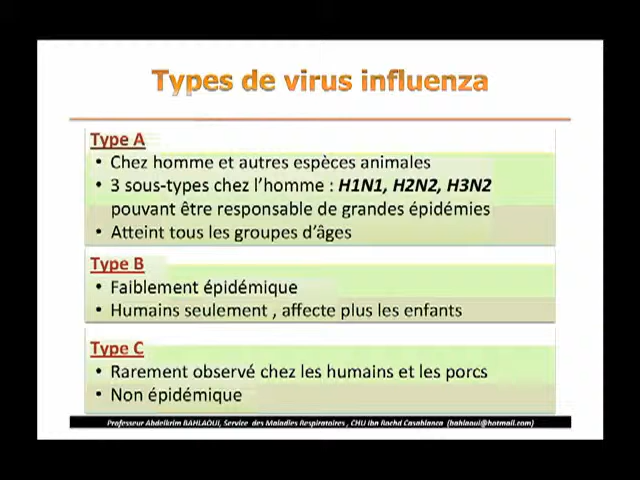 Types de virus influenza
Type A
• Chez homme et autres espèces animales
• 3 sous-types chez l'homme : H1N1, H2N2, H3N2
pouvant être responsable de grandes épidémies
• Atteint tous les groupes d'âges
Type B
• Faiblement épidémique
• Humains seulement , affecte plus les enfants
Type C
• Rarement observé chez les humains et les porcs
• Non épidémique
Professeur Abdelkrim BAHLAOUI, Service des Maladies Respiratoires , CHU Ibn Rochd Casablanca (bahlaoui@hotmail.com)